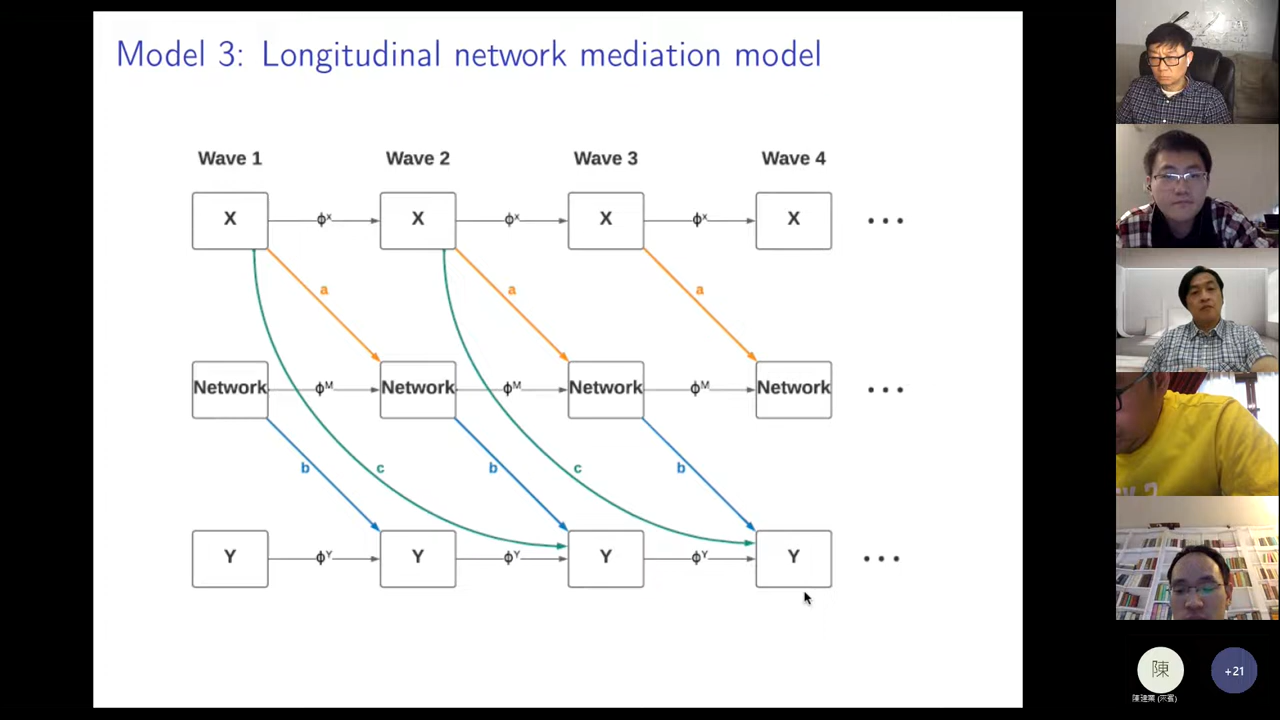 Model 3: Longitudinal network mediation model
Wave 1 Wave 2 Wave 3 Wave 4
X ϕˣ X ϕˣ X ϕˣ X • • •
a a a
Network ϕᴹ Network ϕᴹ Network ϕᴹ Network • • •
b c b c b
Y ϕʸ Y ϕʸ Y ϕʸ Y • • •
陳
+21